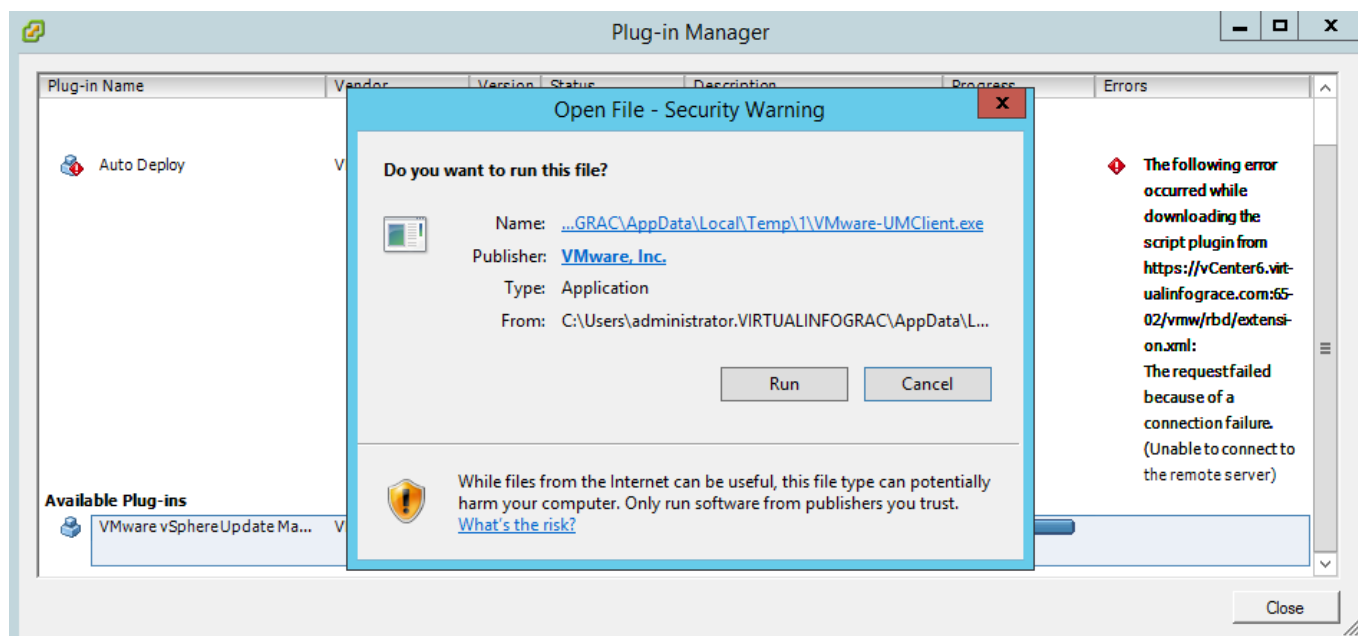 Plug-in Manager
Plug-in Name Vendor Version Status Description Progress Errors
Open File - Security Warning
Auto Deploy
Do you want to run this file?
Name: ...GRAC\AppData\Local\Temp\1\VMware-UMClient.exe
Publisher: VMware, Inc.
Type: Application
From: C:\Users\administrator.VIRTUALINFOGRAC\AppData\L...
Run Cancel
While files from the Internet can be useful, this file type can potentially
harm your computer. Only run software from publishers you trust.
What's the risk?
The following error
occurred while
downloading the
script plugin from
https://vCenter6.virt-
ualinfograce.com:65-
02/vmw/rbd/extensi-
on.xml:
The request failed
because of a
connection failure.
(Unable to connect to
the remote server)
Available Plug-ins
VMware vSphere Update Ma...
Close